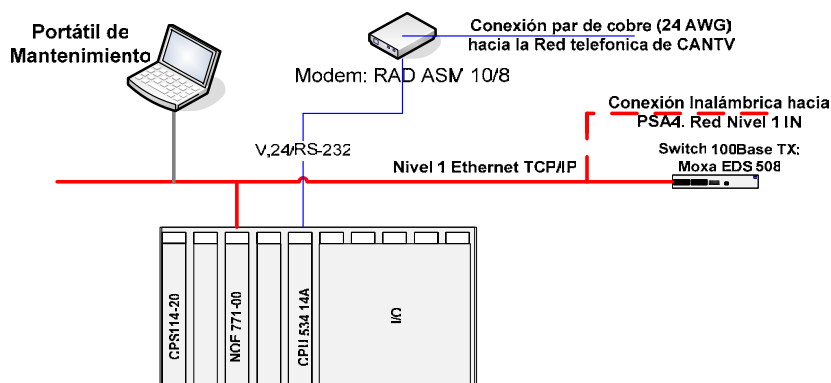 Portátil de
Mantenimiento
Conexión par de cobre (24 AWG)
hacia la Red telefonica de CANTV
Modem: RAD ASM 10/8
Conexión Inalámbrica hacia
PSA4. Red Nivel 1 IN
V,24/RS-232
Nivel 1 Ethernet TCP/IP
Switch 100Base TX:
Moxa EDS 508
CPS114-20
NOE 771-00
CPU 534 14A
I/O